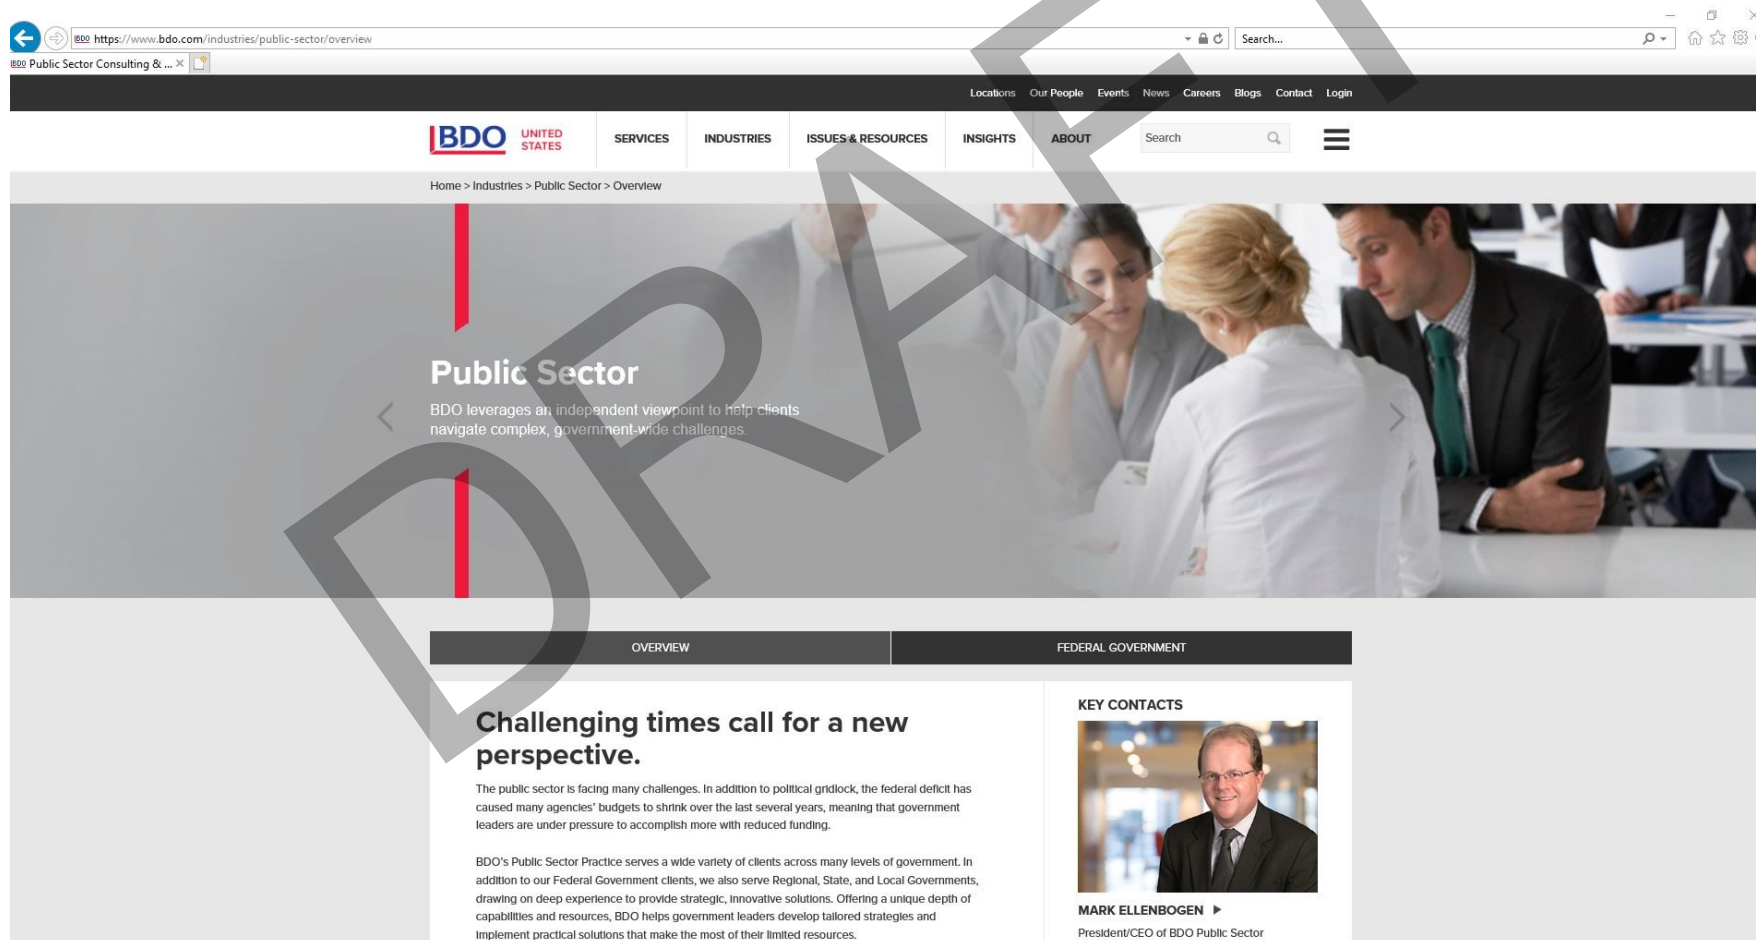 https://www.bdo.com/industries/public-sector/overview
Search...
BDO Public Sector Consulting & ...
Locations Our People Events News Careers Blogs Contact Login
BDO UNITED STATES
SERVICES INDUSTRIES ISSUES & RESOURCES INSIGHTS ABOUT Search
Home > Industries > Public Sector > Overview
Public Sector
BDO leverages an independent viewpoint to help clients
navigate complex, government-wide challenges.
DRAFT
OVERVIEW FEDERAL GOVERNMENT
Challenging times call for a new
perspective.
The public sector is facing many challenges. In addition to political gridlock, the federal deficit has
caused many agencies' budgets to shrink over the last several years, meaning that government
leaders are under pressure to accomplish more with reduced funding.
BDO's Public Sector Practice serves a wide variety of clients across many levels of government. In
addition to our Federal Government clients, we also serve Regional, State, and Local Governments,
drawing on deep experience to provide strategic, innovative solutions. Offering a unique depth of
capabilities and resources, BDO helps government leaders develop tailored strategies and
implement practical solutions that make the most of their limited resources.
KEY CONTACTS
MARK ELLENBOGEN
President/CEO of BDO Public Sector